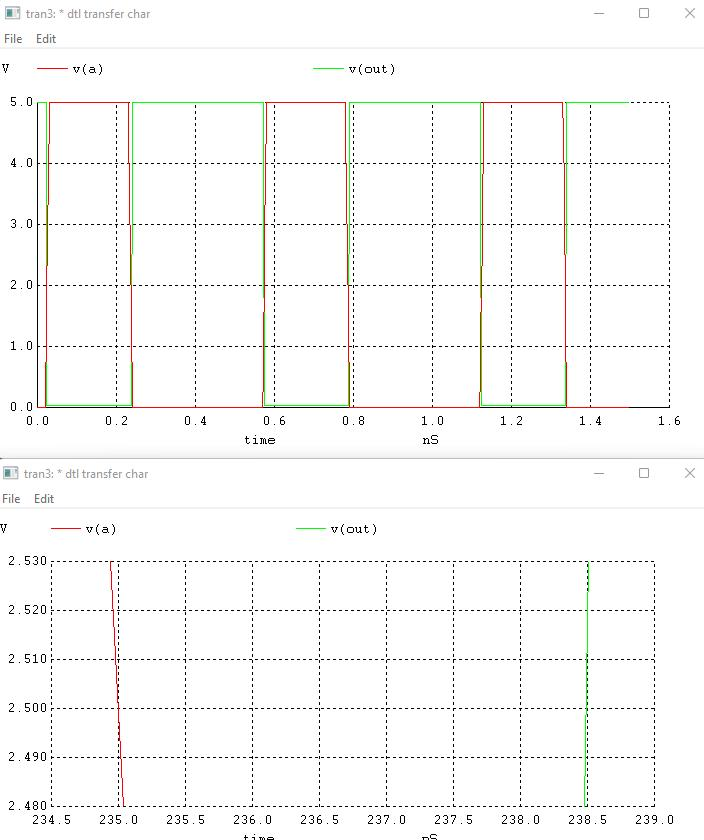 tran3: * dtl transfer char
File Edit
V v(a) v(out)
5.0
4.0
3.0
2.0
1.0
0.0
0.0 0.2 0.4 0.6 0.8 1.0 1.2 1.4 1.6
time nS
tran3: * dtl transfer char
File Edit
V v(a) v(out)
2.530
2.520
2.510
2.500
2.490
2.480
234.5 235.0 235.5 236.0 236.5 237.0 237.5 238.0 238.5 239.0
time nS